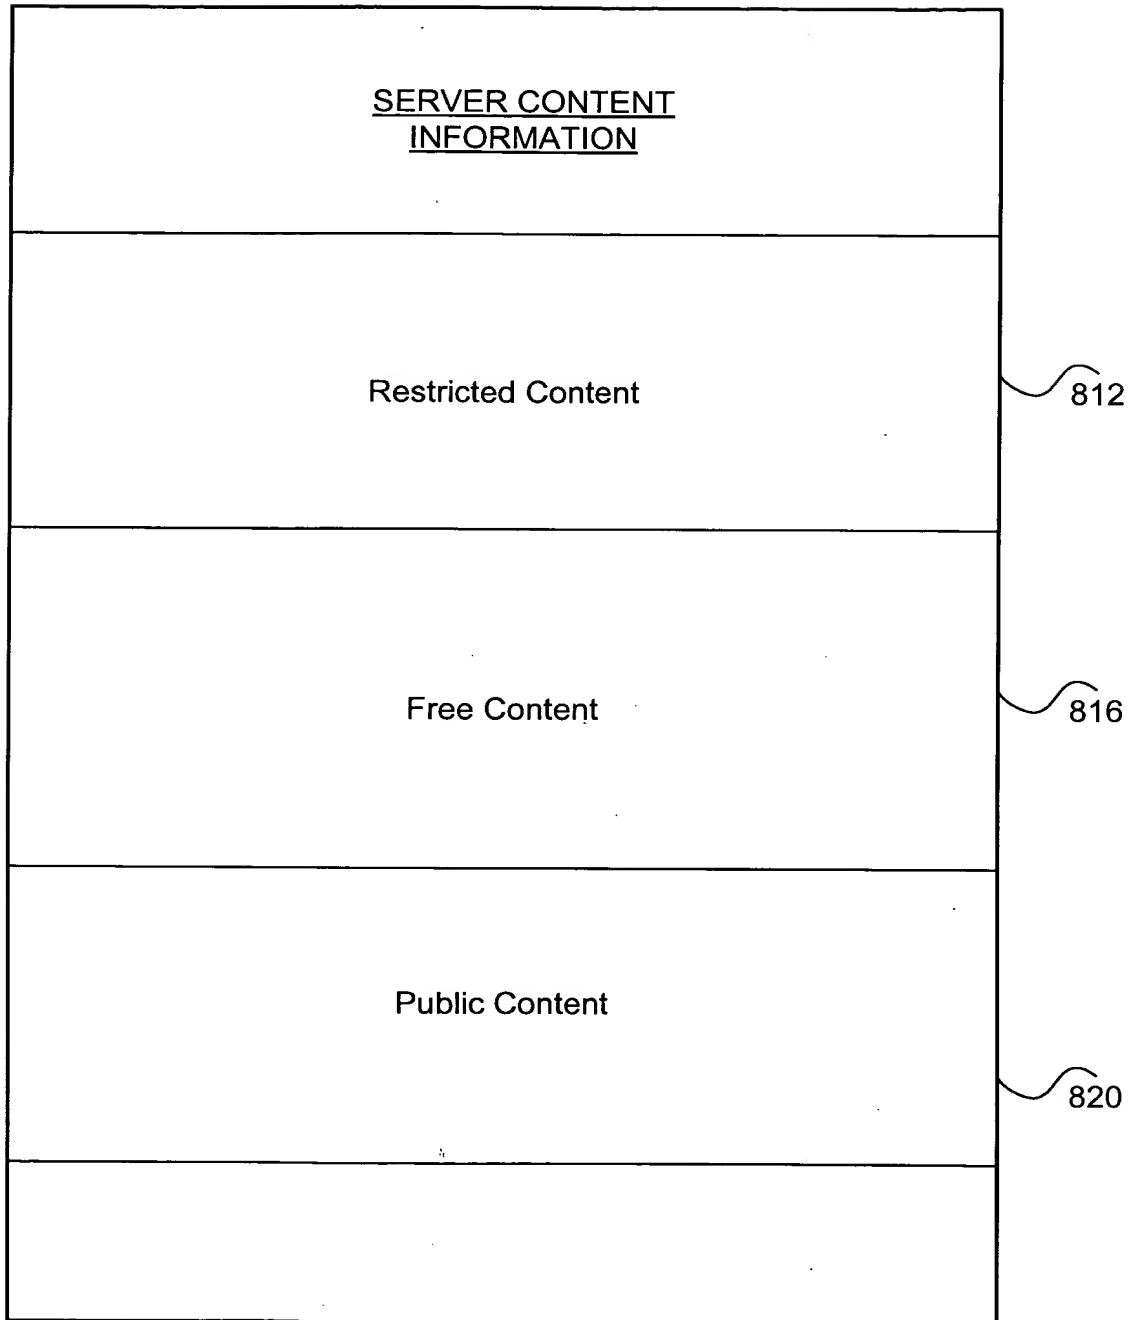 SERVER CONTENT
INFORMATION
Restricted Content
812
Free Content
816
Public Content
820